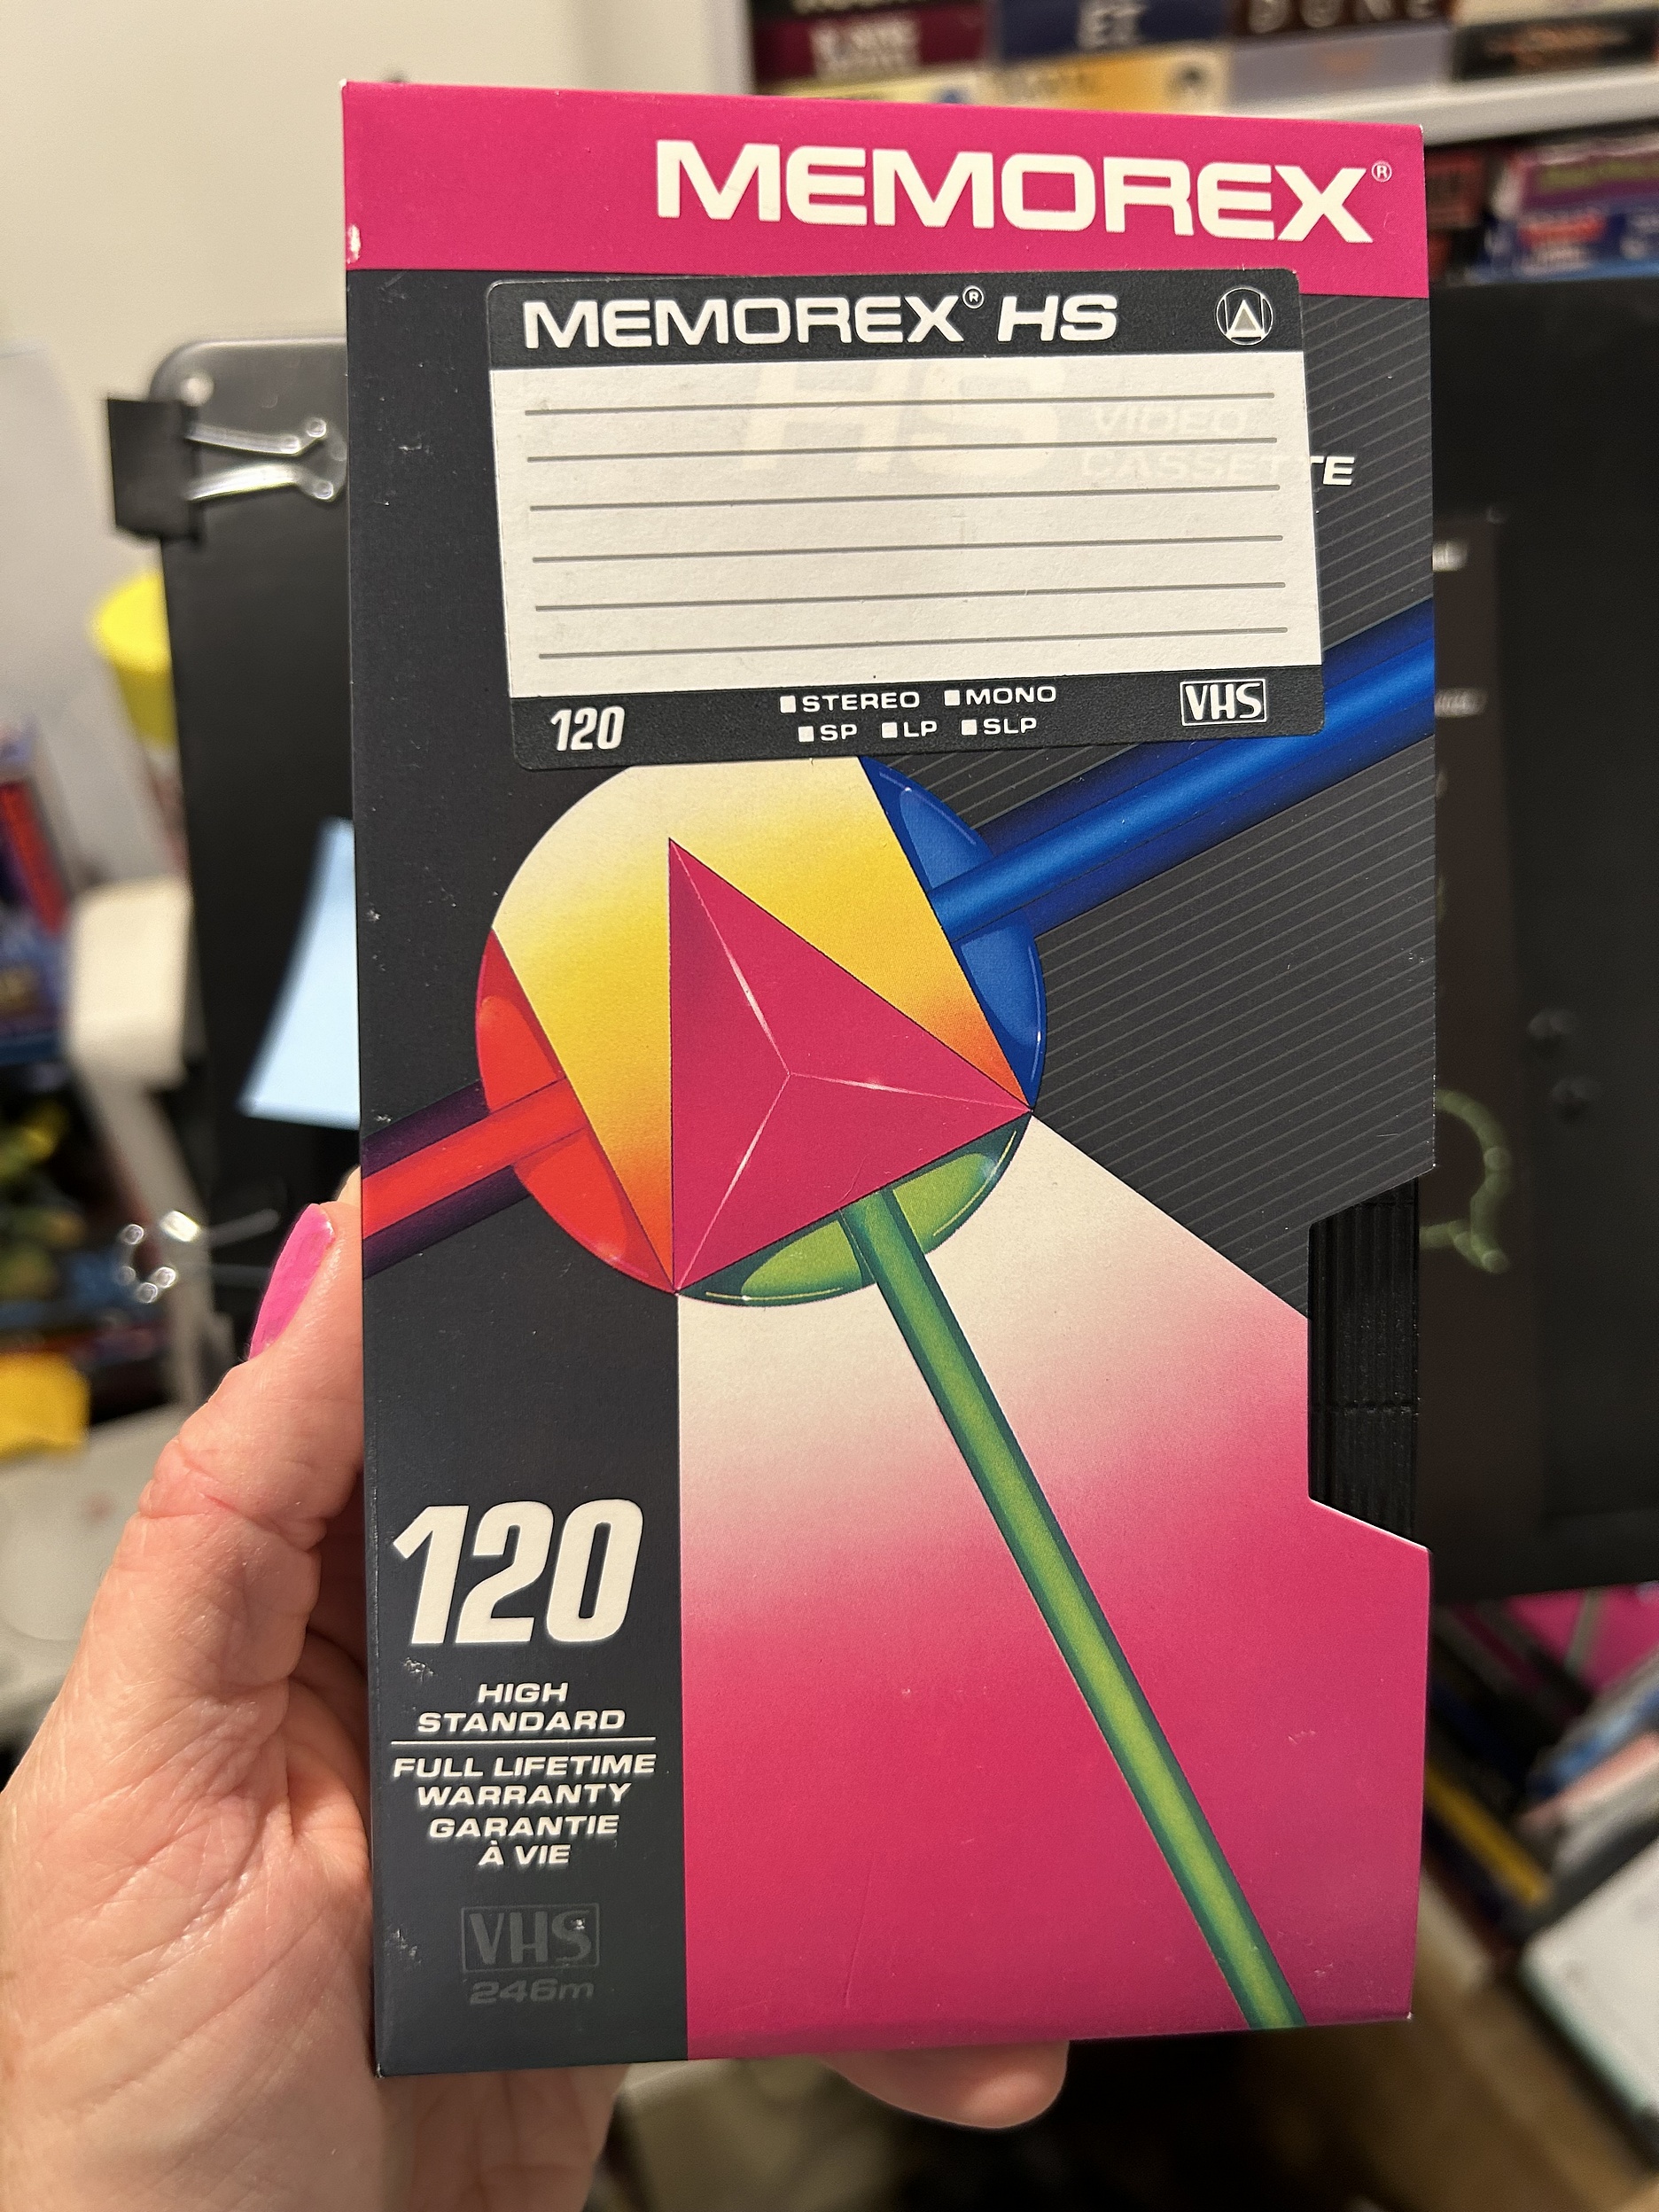 DUNE
MEMOREX®
MEMOREX® HS
HS VIDEO
CASSETTE
120
STEREO MONO
SP LP SLP
VHS
120
HIGH
STANDARD
FULL LIFETIME
WARRANTY
GARANTIE
À VIE
VHS
246m